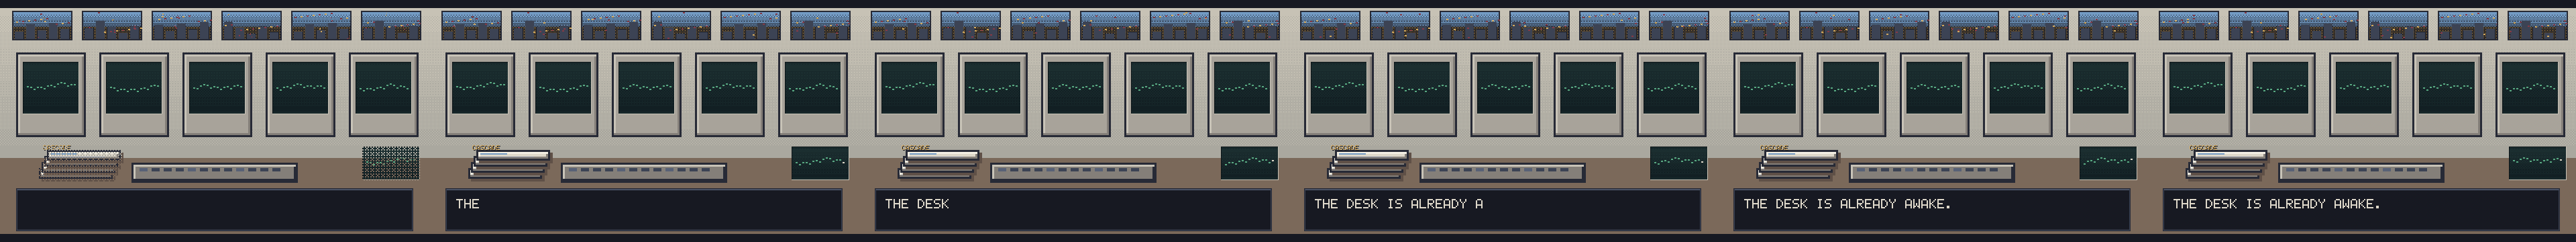 THE
THE DESK
THE DESK IS ALREADY A
THE DESK IS ALREADY AWAKE.
THE DESK IS ALREADY AWAKE.